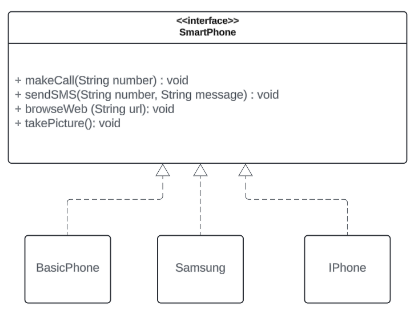 <<interface>>
SmartPhone
+ makeCall(String number) : void
+ sendSMS(String number, String message) : void
+ browseWeb (String url): void
+ takePicture(): void
BasicPhone
Samsung
IPhone